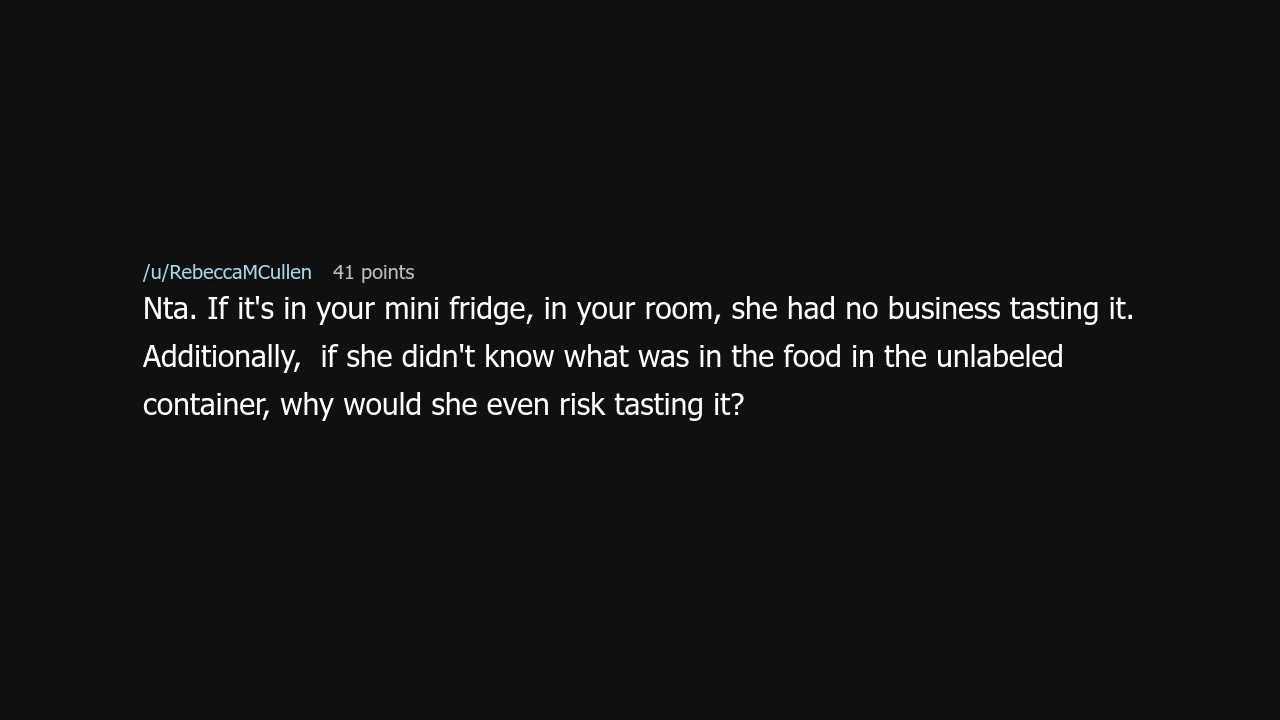 /u/RebeccaMCullen 41 points
Nta. If it's in your mini fridge, in your room, she had no business tasting it.
Additionally,  if she didn't know what was in the food in the unlabeled
container, why would she even risk tasting it?